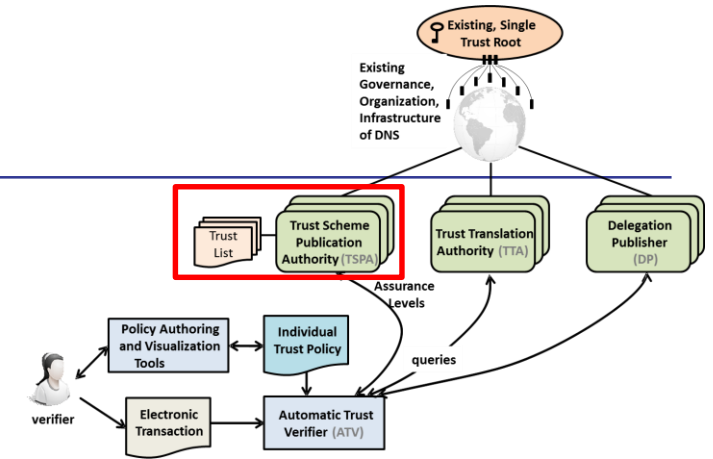 Existing, Single
Trust Root
Existing
Governance,
Organization,
Infrastructure
of DNS
Trust
List
Trust Scheme
Publication
Authority (TSPA)
Trust Translation
Authority (TTA)
Delegation
Publisher
(DP)
Assurance
Levels
queries
Policy Authoring
and Visualization
Tools
Individual
Trust Policy
verifier
Electronic
Transaction
Automatic Trust
Verifier (ATV)